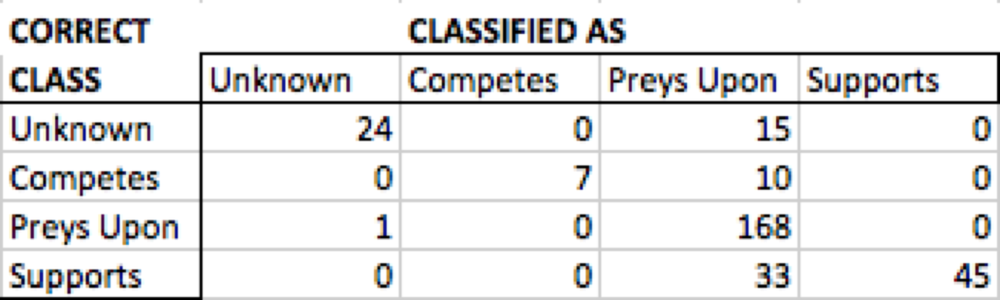 CORRECT CLASSIFIED AS
CLASS Unknown Competes Preys Upon Supports
Unknown 24 0 15 0
Competes 0 7 10 0
Preys Upon 1 0 168 0
Supports 0 0 33 45